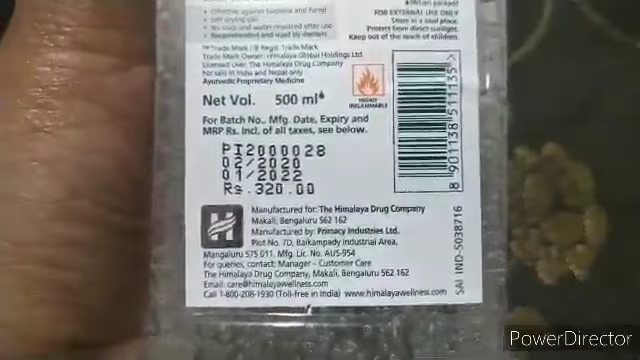 (When packed)
• Effective against bacteria and fungi
• Self drying gel
• No soap and water required after use
• Recommended and used by doctors
FOR EXTERNAL USE ONLY
Store in a cool place.
Protect from direct sunlight.
Keep out of the reach of children.
™ Trade Mark / ® Regd. Trade Mark
Trade Mark Owner: Himalaya Global Holdings Ltd.
Licensed User: The Himalaya Drug Company
For sale in India and Nepal only
Ayurvedic Proprietary Medicine
HIGHLY
INFLAMMABLE
Net Vol. 500 ml
For Batch No., Mfg. Date, Expiry and
MRP Rs. Incl. of all taxes, see below.
PI2000028
02/2020
01/2022
Rs.320.00
8 901138 511135 >
Manufactured for: The Himalaya Drug Company
Makali, Bengaluru 562 162
Manufactured by: Primacy Industries Ltd.
Plot No. 7D, Baikampady Industrial Area,
Mangaluru 575 011. Mfg. Lic. No. AUS-954
For queries, contact: Manager – Customer Care
The Himalaya Drug Company, Makali, Bengaluru 562 162
Email: care@himalayawellness.com
Call 1-800-208-1930 (Toll-free in India) www.himalayawellness.com
SAI IND-5038716
PowerDirector